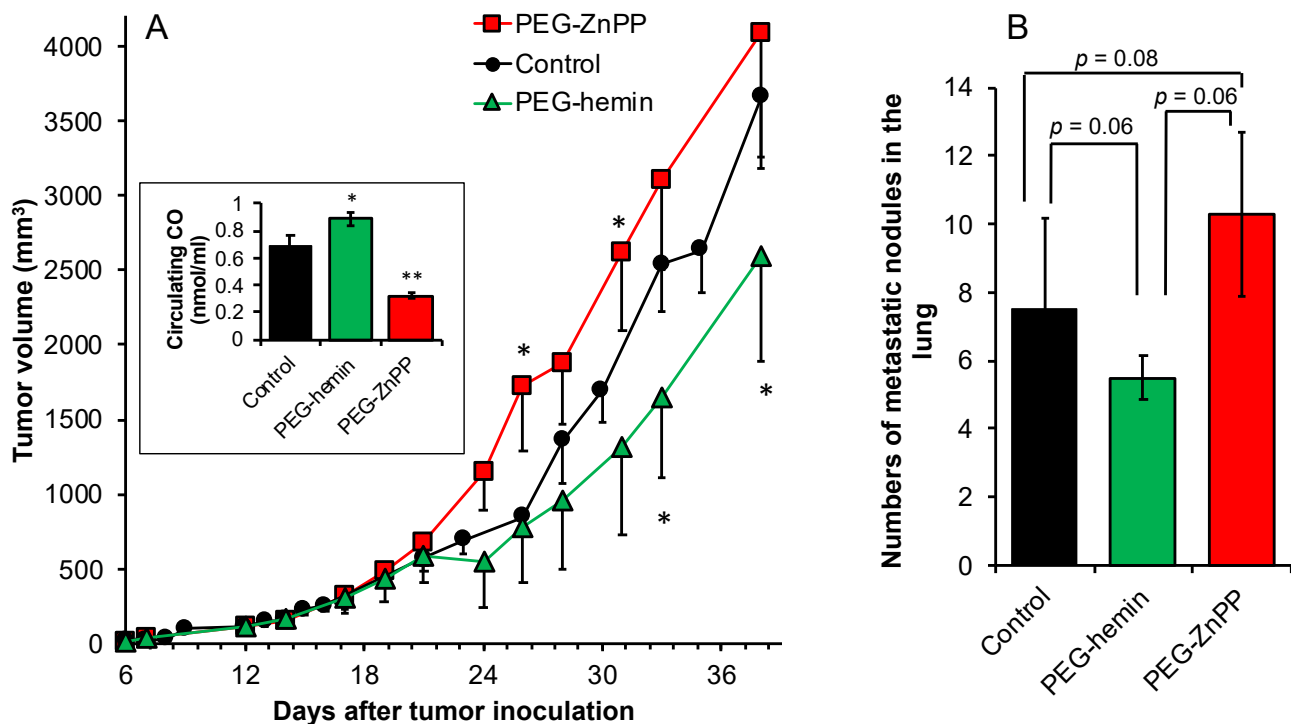 A
PEG-ZnPP
Control
PEG-hemin
Tumor volume (mm³)
4000
3500
3000
2500
2000
1500
1000
500
0
6
12
18
24
30
36
Days after tumor inoculation
*
*
*
*
Circulating CO
(nmol/ml)
1
0.8
0.6
0.4
0.2
0
*
**
Control
PEG-hemin
PEG-ZnPP
B
Numbers of metastatic nodules in the
lung
14
12
10
8
6
4
2
0
p = 0.08
p = 0.06
p = 0.06
Control
PEG-hemin
PEG-ZnPP